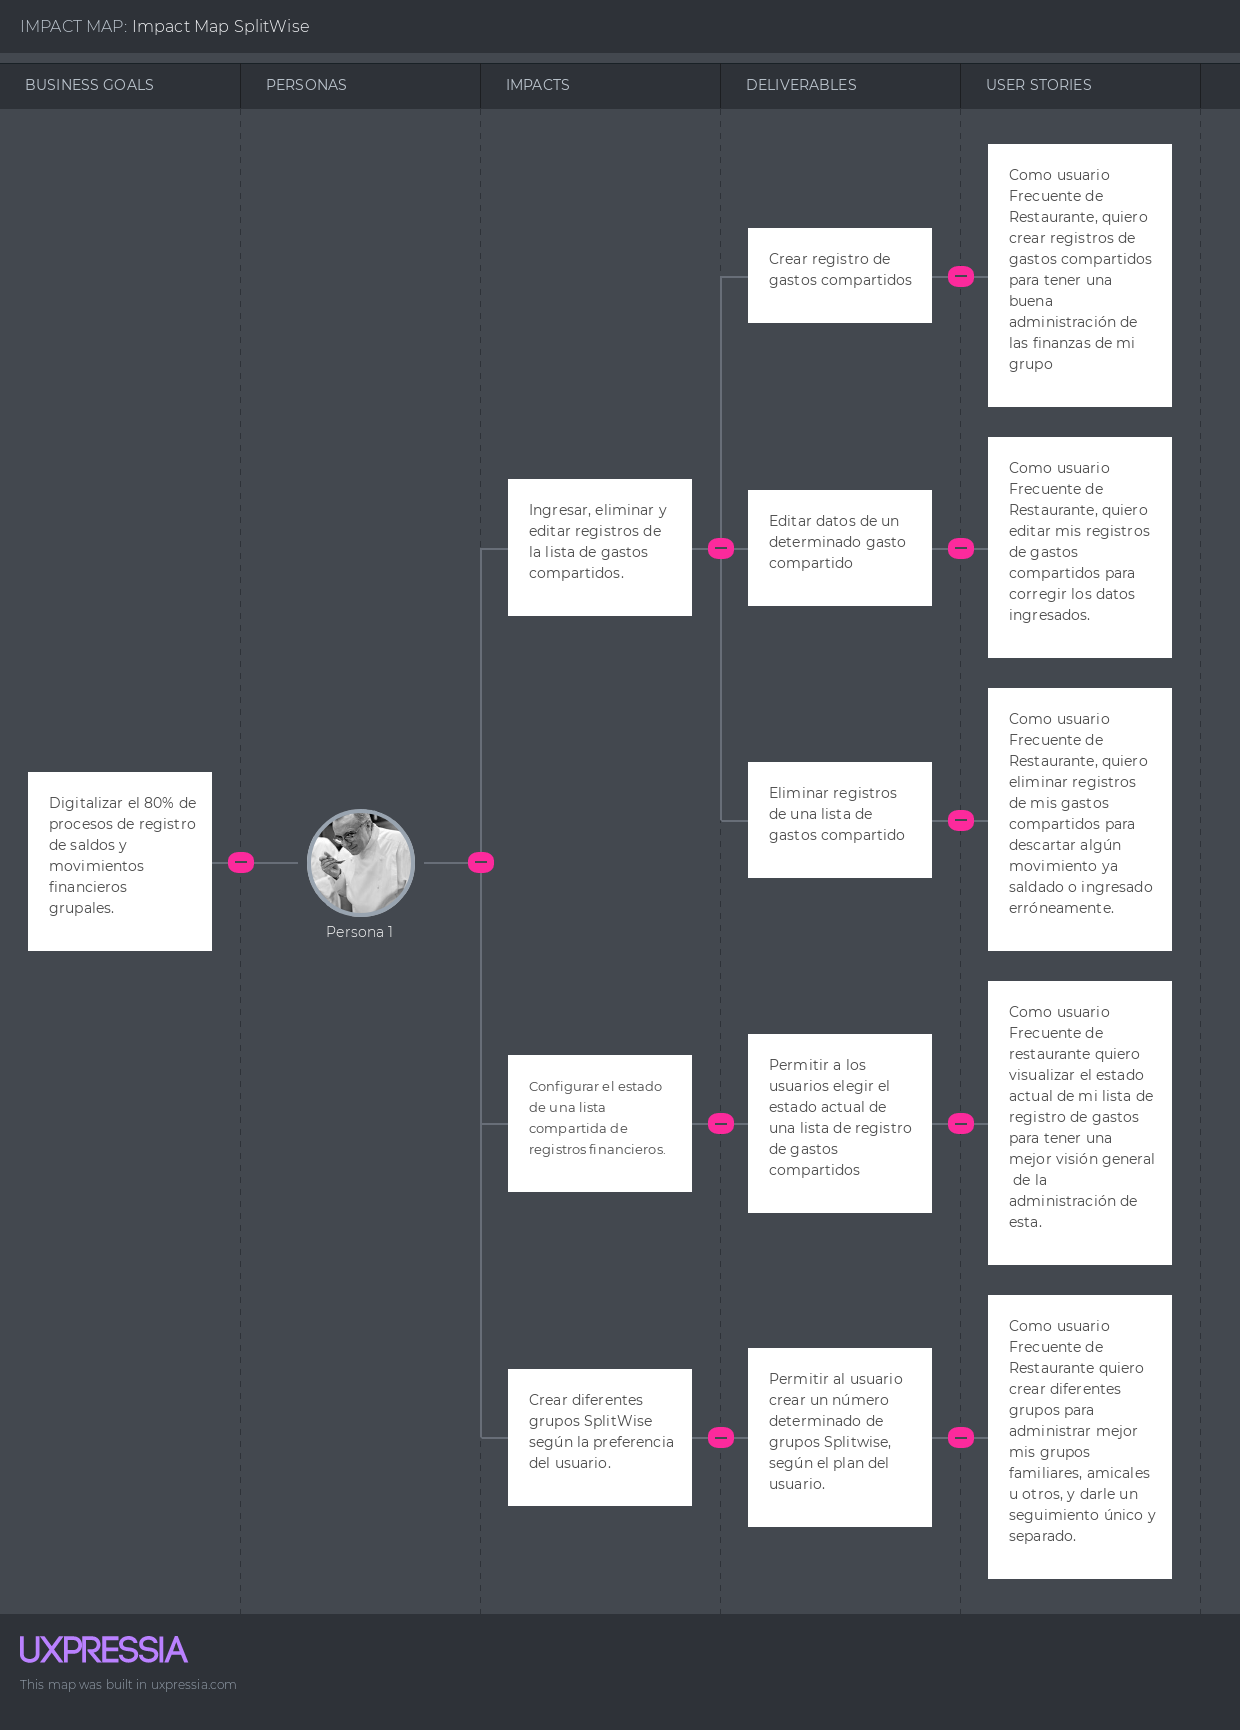 IMPACT MAP: Impact Map SplitWise
BUSINESS GOALS
PERSONAS
IMPACTS
DELIVERABLES
USER STORIES
Digitalizar el 80% de
procesos de registro
de saldos y
movimientos
financieros
grupales.
Persona 1
Ingresar, eliminar y
editar registros de
la lista de gastos
compartidos.
Crear registro de
gastos compartidos
Como usuario
Frecuente de
Restaurante, quiero
crear registros de
gastos compartidos
para tener una
buena
administración de
las finanzas de mi
grupo
Editar datos de un
determinado gasto
compartido
Como usuario
Frecuente de
Restaurante, quiero
editar mis registros
de gastos
compartidos para
corregir los datos
ingresados.
Eliminar registros
de una lista de
gastos compartido
Como usuario
Frecuente de
Restaurante, quiero
eliminar registros
de mis gastos
compartidos para
descartar algún
movimiento ya
saldado o ingresado
erróneamente.
Configurar el estado
de una lista
compartida de
registros financieros.
Permitir a los
usuarios elegir el
estado actual de
una lista de registro
de gastos
compartidos
Como usuario
Frecuente de
restaurante quiero
visualizar el estado
actual de mi lista de
registro de gastos
para tener una
mejor visión general
de la
administración de
esta.
Crear diferentes
grupos SplitWise
según la preferencia
del usuario.
Permitir al usuario
crear un número
determinado de
grupos Splitwise,
según el plan del
usuario.
Como usuario
Frecuente de
Restaurante quiero
crear diferentes
grupos para
administrar mejor
mis grupos
familiares, amicales
u otros, y darle un
seguimiento único y
separado.
UXPRESSIA
This map was built in uxpressia.com